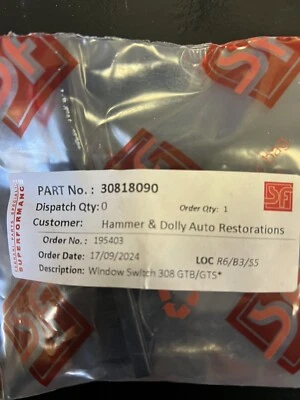 PART No. : 30818090
Dispatch Qty: 0 Order Qty: 1
Customer: Hammer & Dolly Auto Restorations
Order No. : 195403
Order Date: 17/09/2024 LOC R6/B3/S5
Description: Window Switch 308 GTB/GTS*
SUPERFORMANC
SF